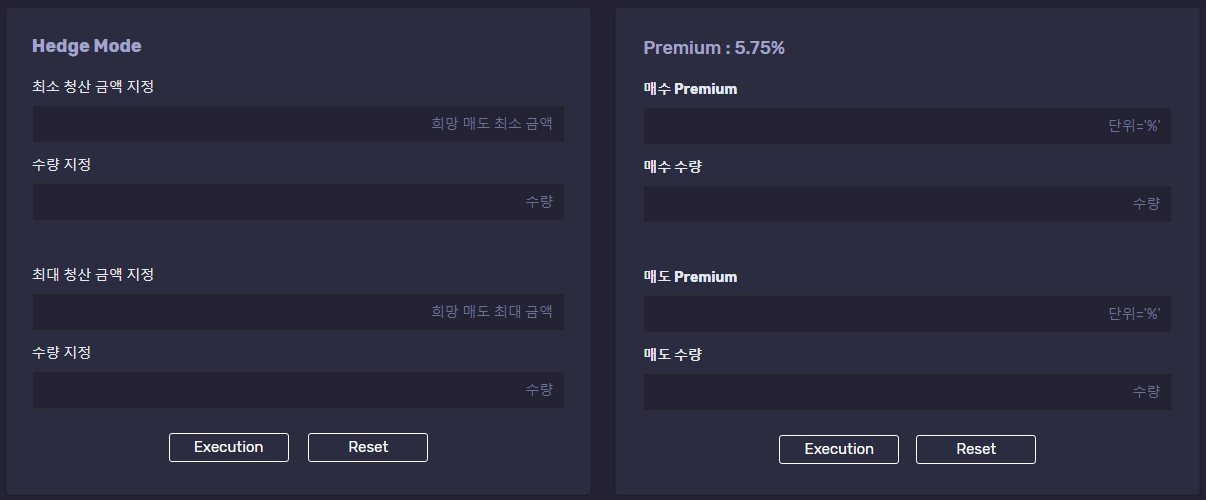 Hedge Mode
최소 청산 금액 지정
희망 매도 최소 금액
수량 지정
수량
최대 청산 금액 지정
희망 매도 최대 금액
수량 지정
수량
Execution
Reset
Premium : 5.75%
매수 Premium
단위='%'
매수 수량
수량
매도 Premium
단위='%'
매도 수량
수량
Execution
Reset